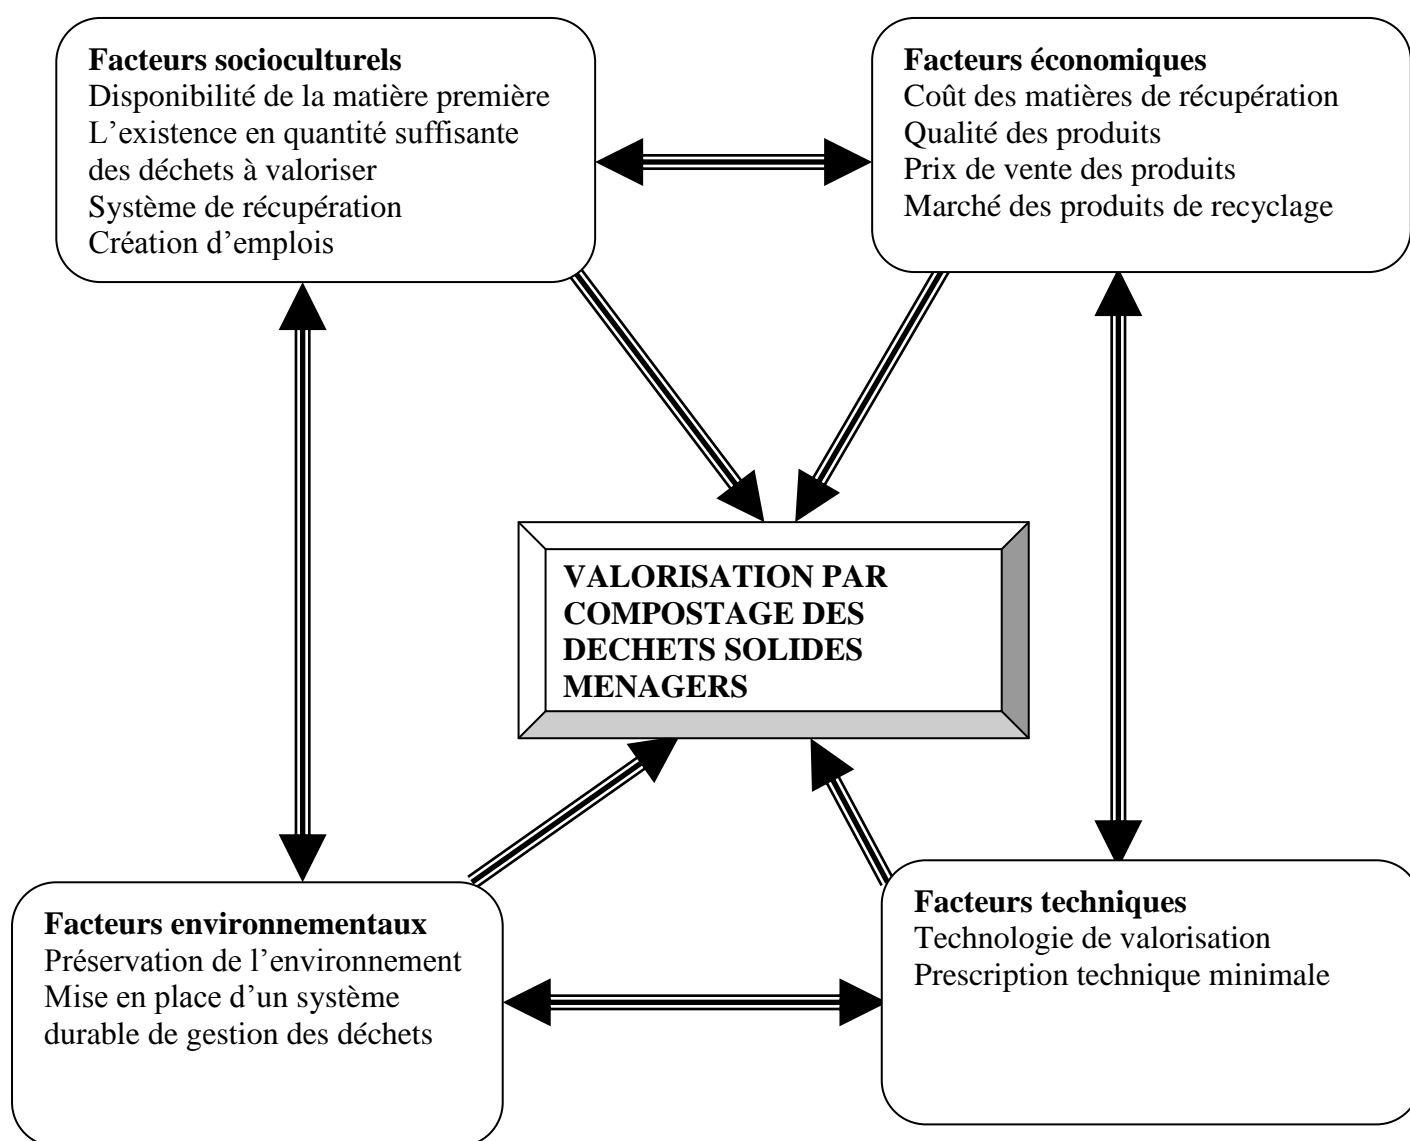 Facteurs socioculturels
Disponibilité de la matière première
L’existence en quantité suffisante
des déchets à valoriser
Système de récupération
Création d’emplois
Facteurs économiques
Coût des matières de récupération
Qualité des produits
Prix de vente des produits
Marché des produits de recyclage
VALORISATION PAR
COMPOSTAGE DES
DECHETS SOLIDES
MENAGERS
Facteurs environnementaux
Préservation de l’environnement
Mise en place d’un système
durable de gestion des déchets
Facteurs techniques
Technologie de valorisation
Prescription technique minimale